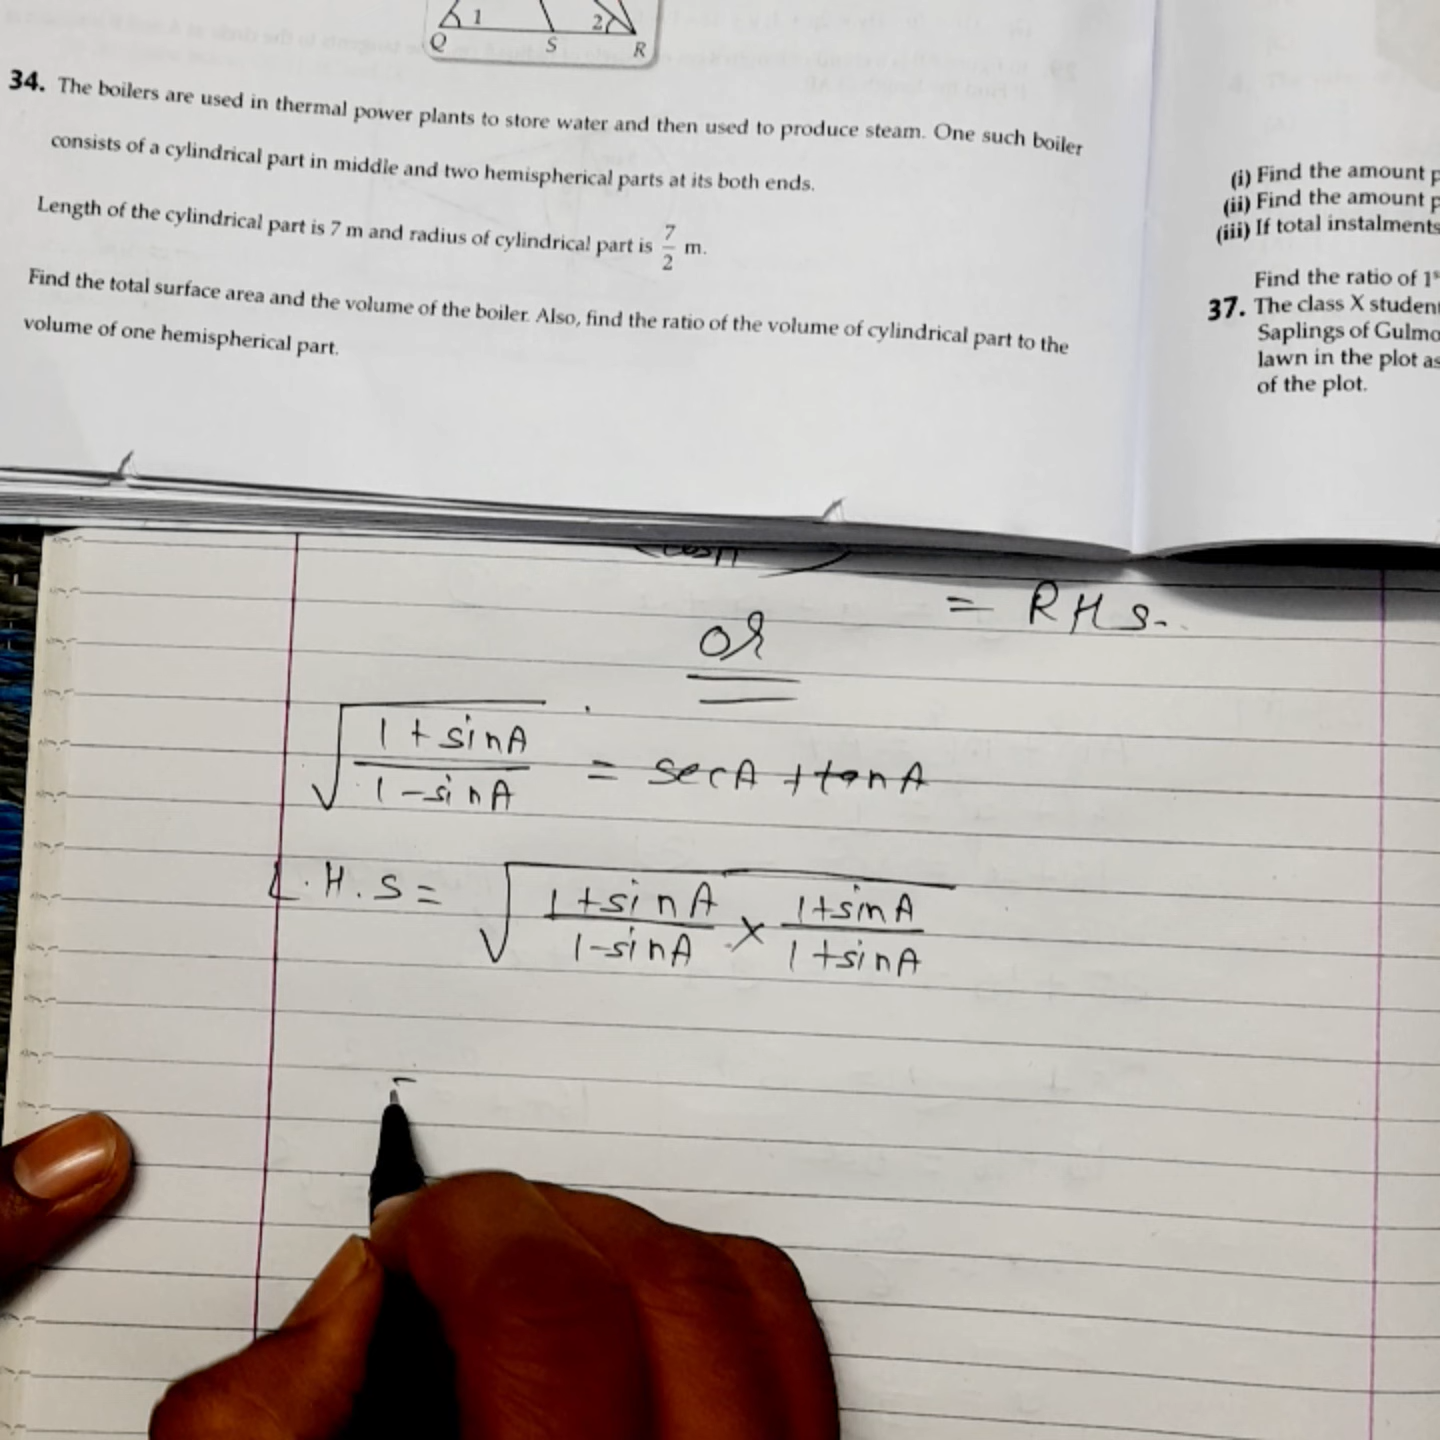 1 2
Q S R
34. The boilers are used in thermal power plants to store water and then used to produce steam. One such boiler
consists of a cylindrical part in middle and two hemispherical parts at its both ends.
Length of the cylindrical part is 7 m and radius of cylindrical part is 7/2 m.
Find the total surface area and the volume of the boiler. Also, find the ratio of the volume of cylindrical part to the
volume of one hemispherical part.
(i) Find the amount p
(ii) Find the amount p
(iii) If total instalments
Find the ratio of 1s
37. The class X student
Saplings of Gulmo
lawn in the plot as
of the plot.
= RHS.
or
√((1+sinA)/(1-sinA)) = secA + tanA
L.H.S = √((1+sinA)/(1-sinA) × (1+sinA)/(1+sinA))